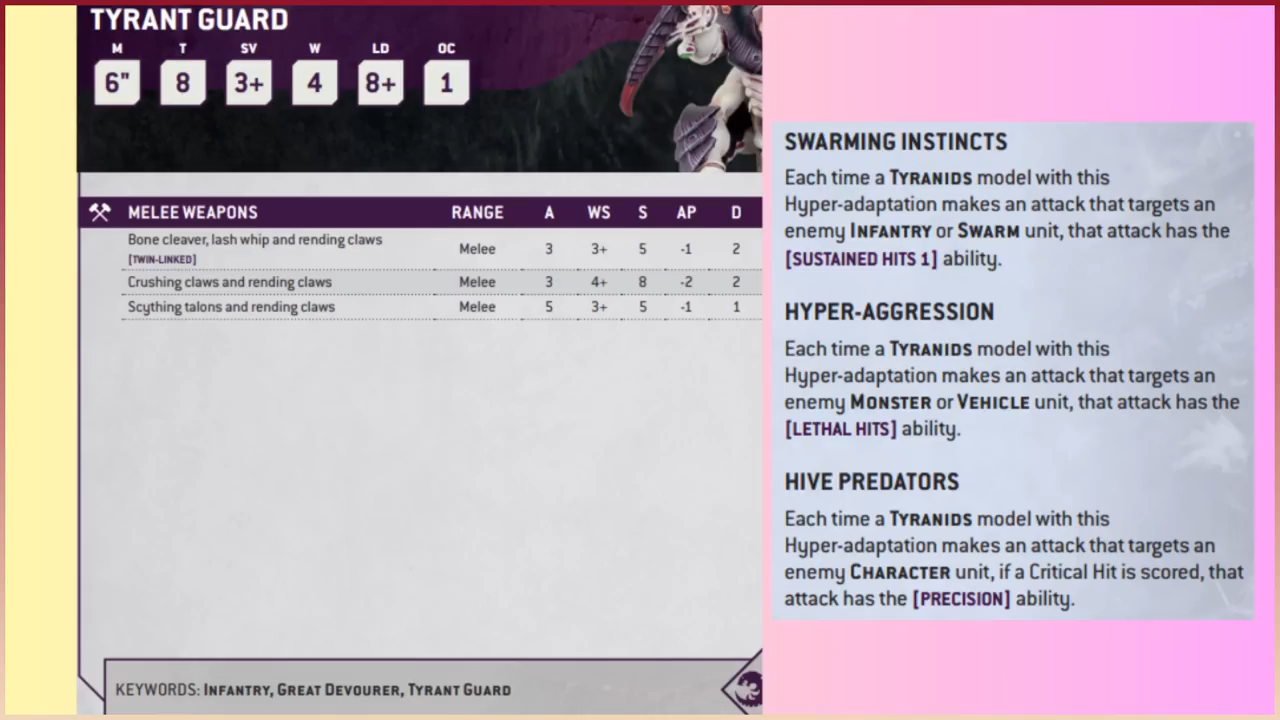 TYRANT GUARD
M T SV W LD OC
6" 8 3+ 4 8+ 1
MELEE WEAPONS RANGE A WS S AP D
Bone cleaver, lash whip and rending claws
[TWIN-LINKED] Melee 3 3+ 5 -1 2
Crushing claws and rending claws Melee 3 4+ 8 -2 2
Scything talons and rending claws Melee 5 3+ 5 -1 1
KEYWORDS: INFANTRY, GREAT DEVOURER, TYRANT GUARD
SWARMING INSTINCTS
Each time a TYRANIDS model with this
Hyper-adaptation makes an attack that targets an
enemy INFANTRY or SWARM unit, that attack has the
[SUSTAINED HITS 1] ability.
HYPER-AGGRESSION
Each time a TYRANIDS model with this
Hyper-adaptation makes an attack that targets an
enemy MONSTER or VEHICLE unit, that attack has the
[LETHAL HITS] ability.
HIVE PREDATORS
Each time a TYRANIDS model with this
Hyper-adaptation makes an attack that targets an
enemy CHARACTER unit, if a Critical Hit is scored, that
attack has the [PRECISION] ability.